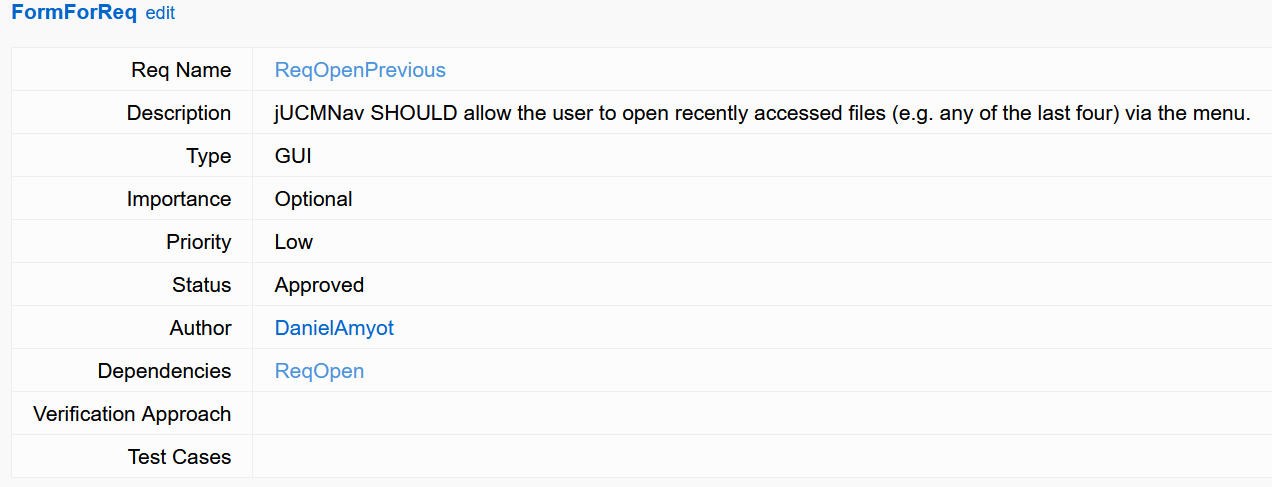 FormForReq edit
Req Name ReqOpenPrevious
Description jUCMNav SHOULD allow the user to open recently accessed files (e.g. any of the last four) via the menu.
Type GUI
Importance Optional
Priority Low
Status Approved
Author DanielAmyot
Dependencies ReqOpen
Verification Approach
Test Cases